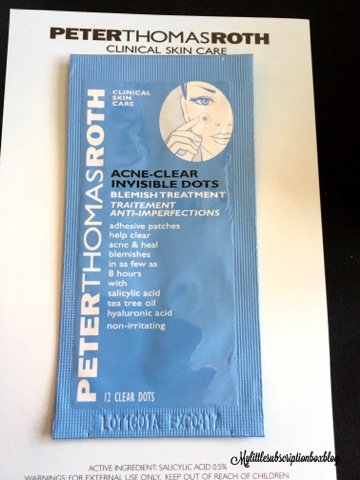 PETERTHOMASROTH
CLINICAL SKIN CARE
PETERTHOMASROTH
CLINICAL
SKIN
CARE
ACNE-CLEAR
INVISIBLE DOTS
BLEMISH TREATMENT
TRAITEMENT
ANTI-IMPERFECTIONS
adhesive patches
help clear
acne & heal
blemishes
in as few as
8 hours
with
salicylic acid
tea tree oil
hyaluronic acid
non-irritating
12 CLEAR DOTS
EXP0417
ACTIVE INGREDIENT: SALICYLIC ACID 0.5%
WARNINGS: FOR EXTERNAL USE ONLY. KEEP OUT OF REACH OF CHILDREN.
Mylittlesubscriptionbox.blog